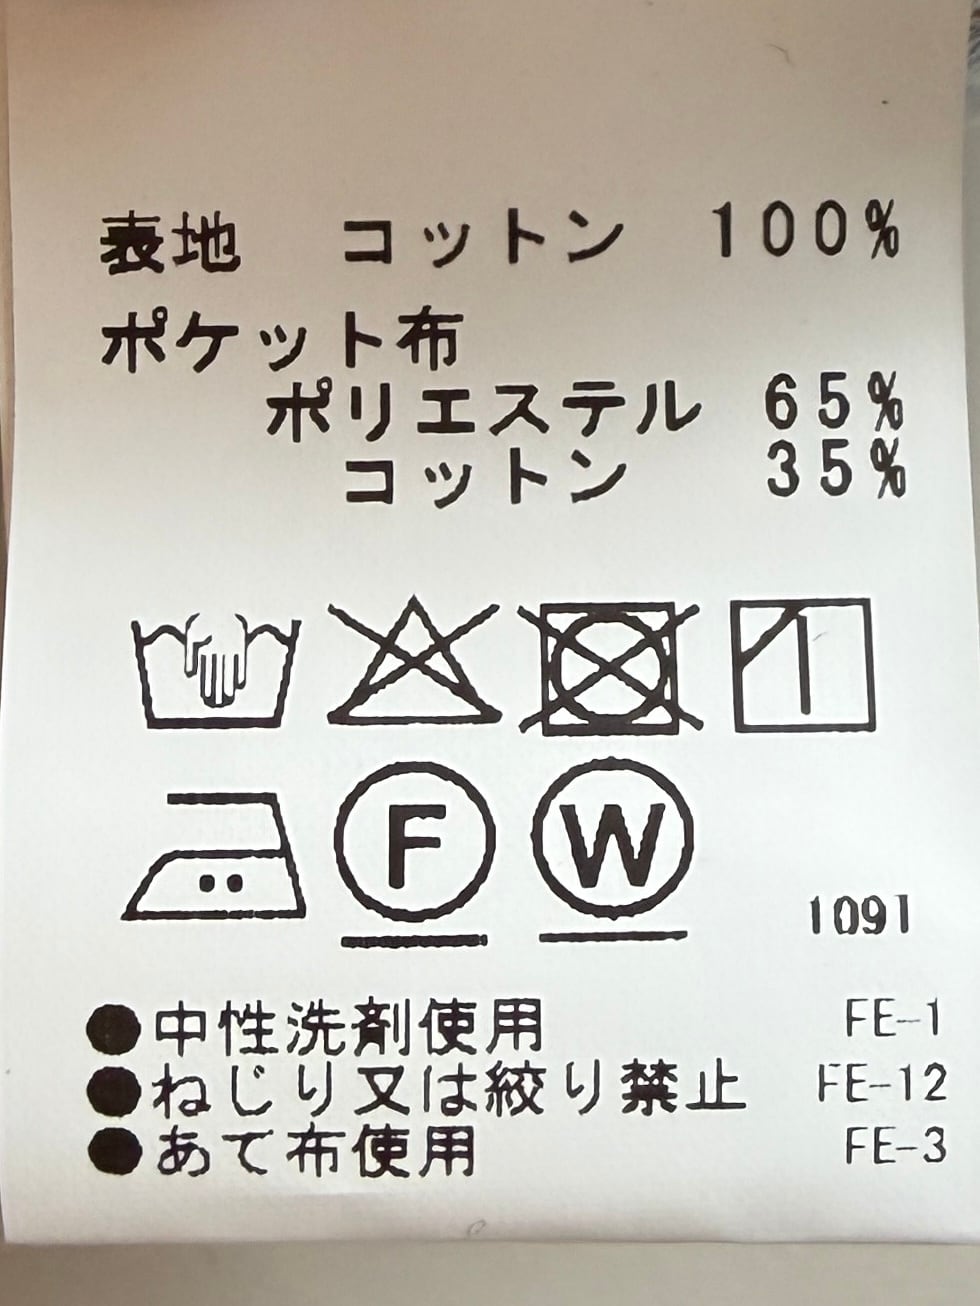 表地 コットン 100%
ポケット布
ポリエステル 65%
コットン 35%
F W
1091
●中性洗剤使用 FE-1
●ねじり又は絞り禁止 FE-12
●あて布使用 FE-3